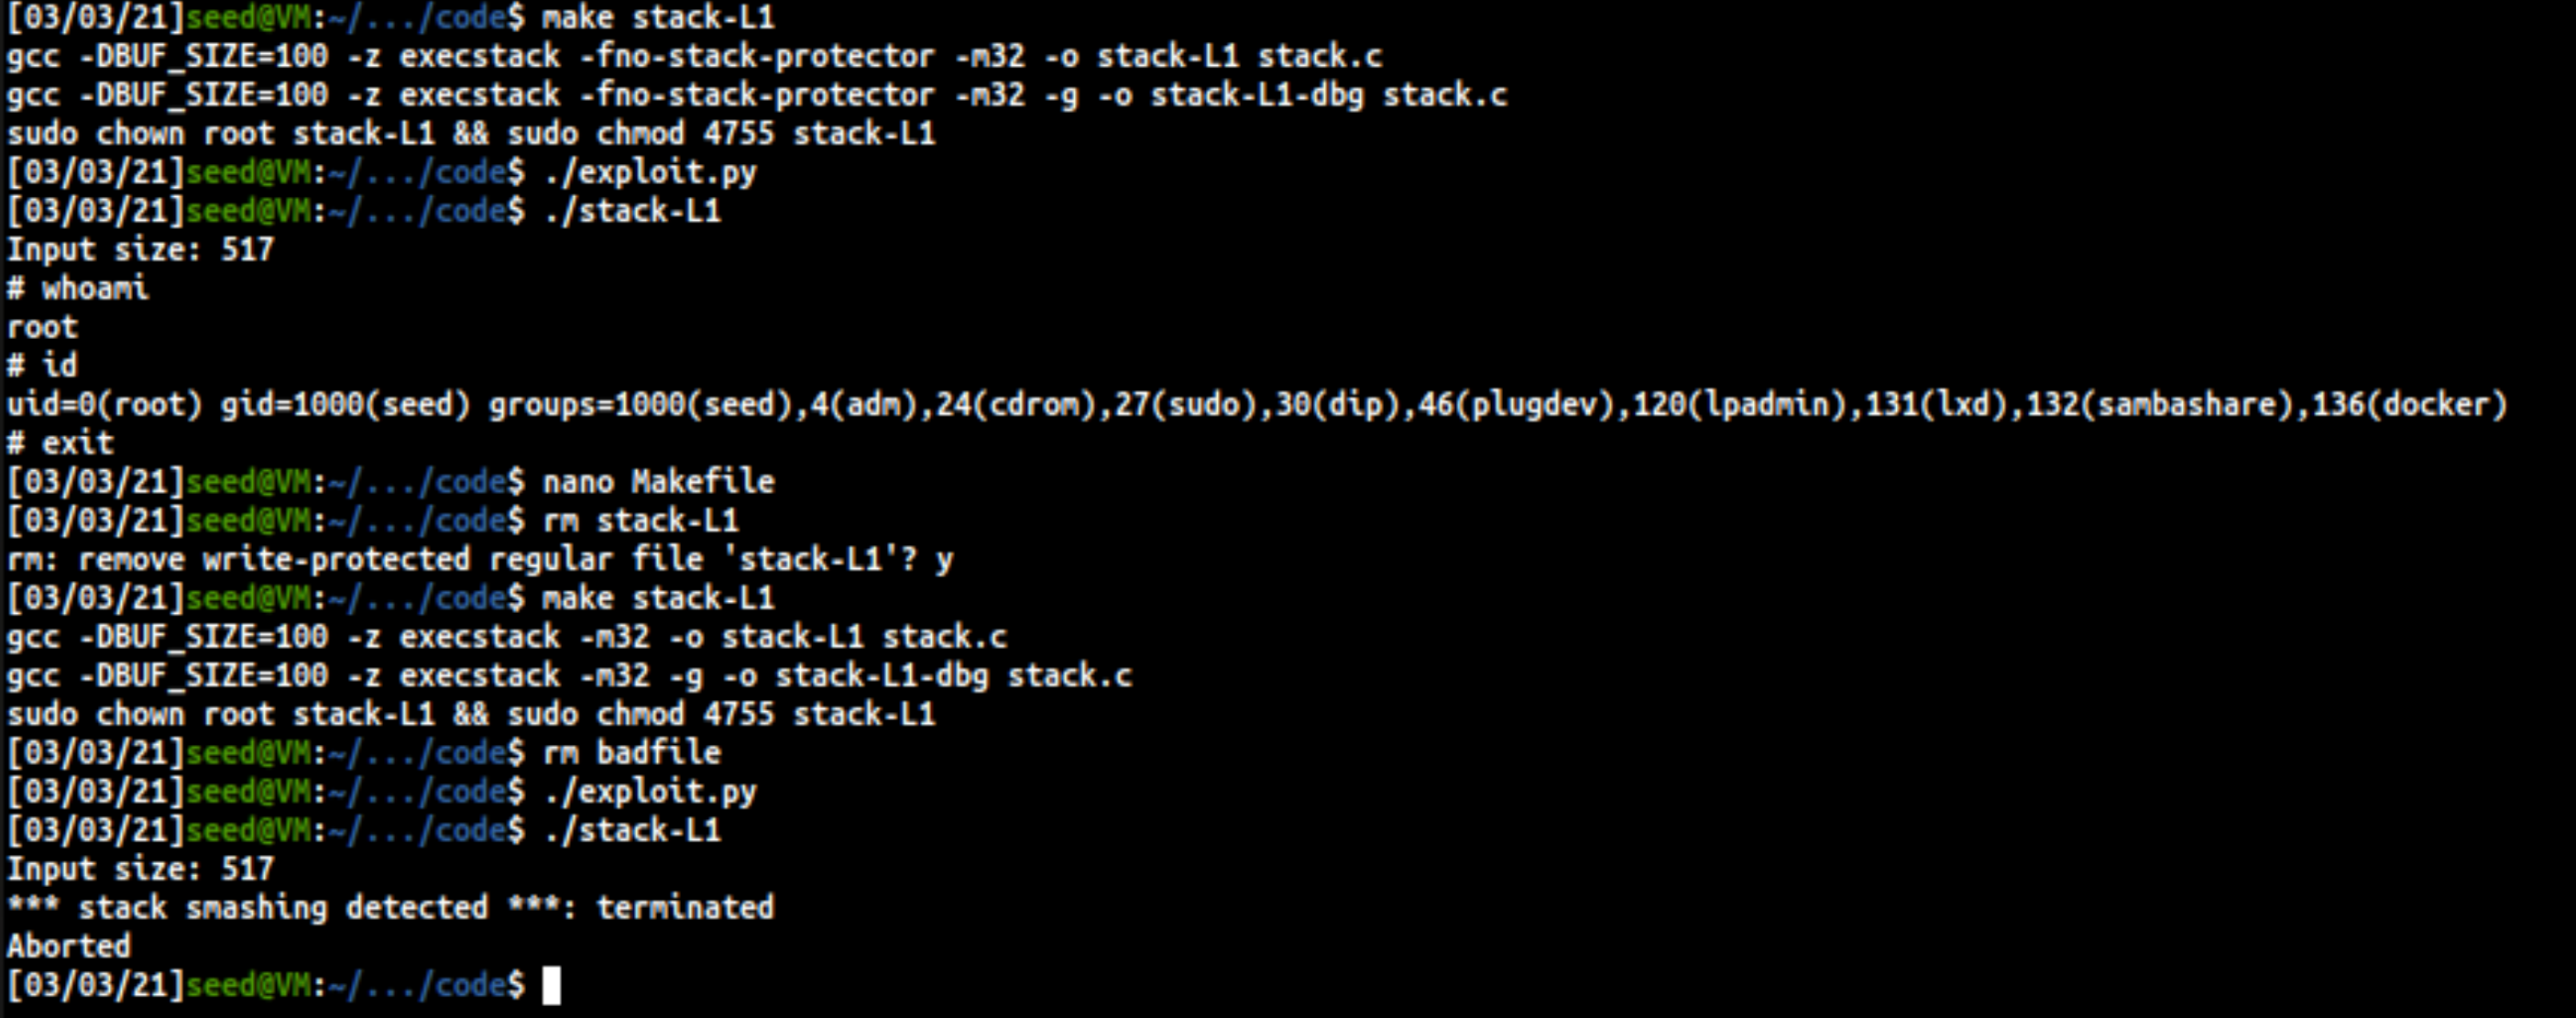 [03/03/21]seed@VM:~/.../code$ make stack-L1
gcc -DBUF_SIZE=100 -z execstack -fno-stack-protector -m32 -o stack-L1 stack.c
gcc -DBUF_SIZE=100 -z execstack -fno-stack-protector -m32 -g -o stack-L1-dbg stack.c
sudo chown root stack-L1 && sudo chmod 4755 stack-L1
[03/03/21]seed@VM:~/.../code$ ./exploit.py
[03/03/21]seed@VM:~/.../code$ ./stack-L1
Input size: 517
# whoami
root
# id
uid=0(root) gid=1000(seed) groups=1000(seed),4(adm),24(cdrom),27(sudo),30(dip),46(plugdev),120(lpadmin),131(lxd),132(sambashare),136(docker)
# exit
[03/03/21]seed@VM:~/.../code$ nano Makefile
[03/03/21]seed@VM:~/.../code$ rm stack-L1
rm: remove write-protected regular file 'stack-L1'? y
[03/03/21]seed@VM:~/.../code$ make stack-L1
gcc -DBUF_SIZE=100 -z execstack -m32 -o stack-L1 stack.c
gcc -DBUF_SIZE=100 -z execstack -m32 -g -o stack-L1-dbg stack.c
sudo chown root stack-L1 && sudo chmod 4755 stack-L1
[03/03/21]seed@VM:~/.../code$ rm badfile
[03/03/21]seed@VM:~/.../code$ ./exploit.py
[03/03/21]seed@VM:~/.../code$ ./stack-L1
Input size: 517
*** stack smashing detected ***: terminated
Aborted
[03/03/21]seed@VM:~/.../code$